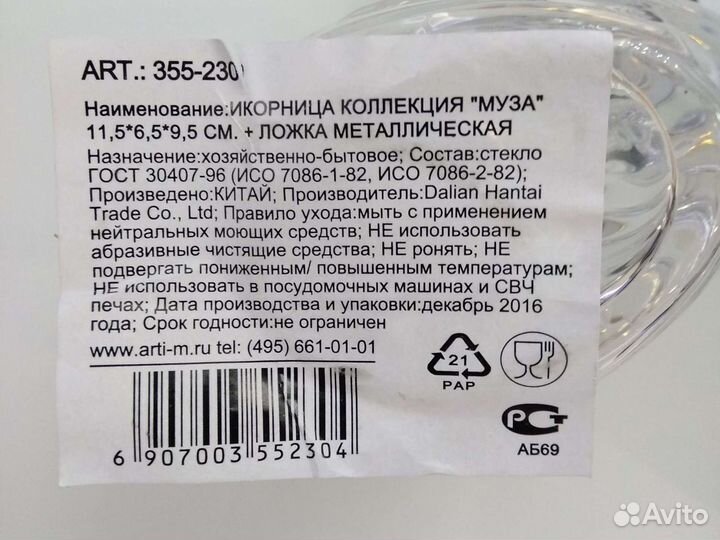 ART.: 355-230
Наименование:ИКОРНИЦА КОЛЛЕКЦИЯ "МУЗА"
11,5*6,5*9,5 СМ. + ЛОЖКА МЕТАЛЛИЧЕСКАЯ
Назначение:хозяйственно-бытовое; Состав:стекло
ГОСТ 30407-96 (ИСО 7086-1-82, ИСО 7086-2-82);
Произведено:КИТАЙ; Производитель:Dalian Hantai
Trade Co., Ltd; Правило ухода:мыть с применением
нейтральных моющих средств; НЕ использовать
абразивные чистящие средства; НЕ ронять; НЕ
подвергать пониженным/ повышенным температурам;
НЕ использовать в посудомоечных машинах и СВЧ
печах; Дата производства и упаковки:декабрь 2016
года; Срок годности:не ограничен
www.arti-m.ru tel: (495) 661-01-01
21
PAP
РСТ
АБ69
6 907003 552304
Avito